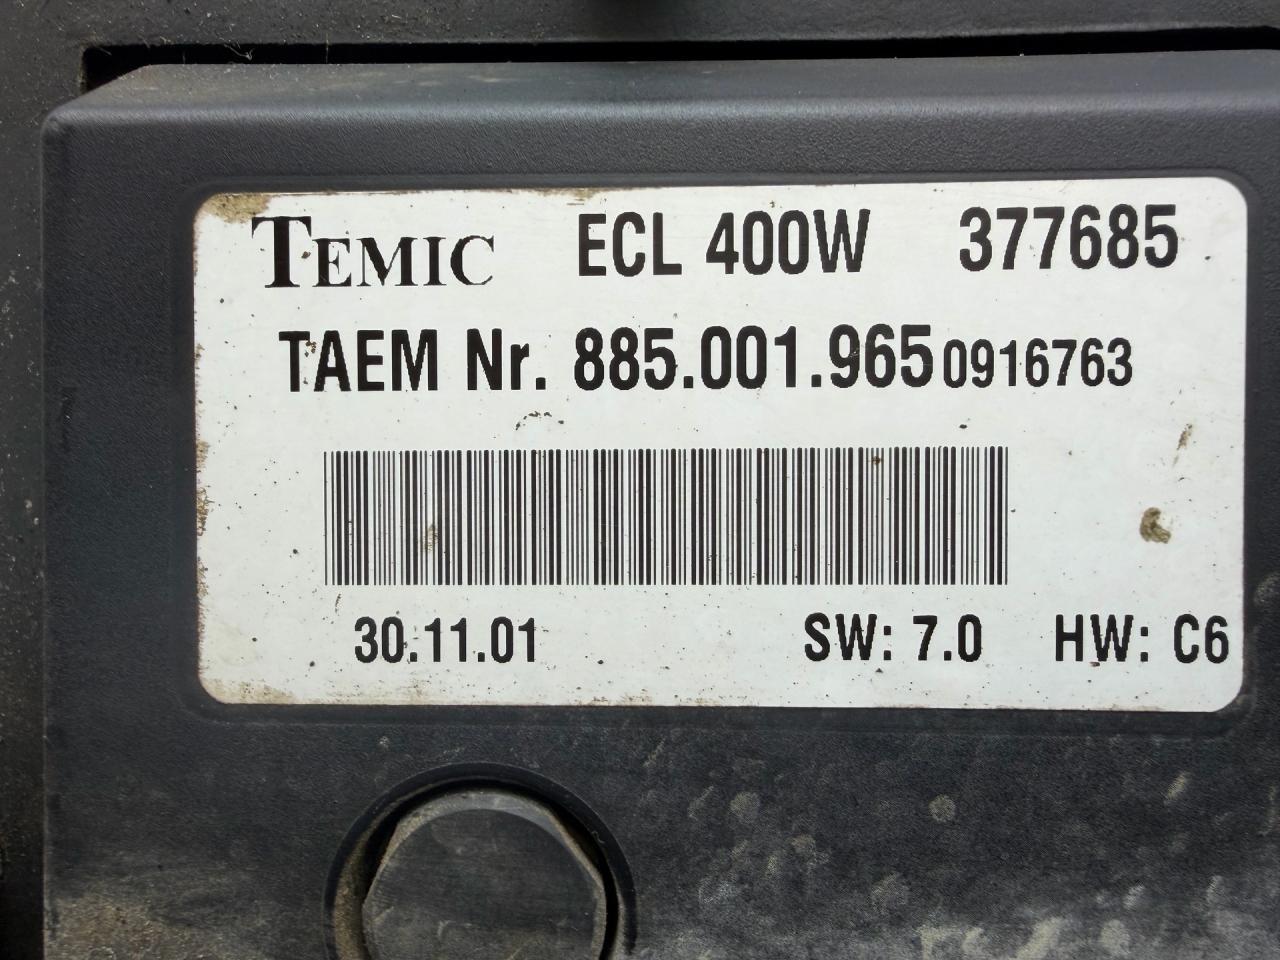 TEMIC ECL 400W 377685
TAEM Nr. 885.001.965 0916763
30.11.01 SW: 7.0 HW: C6